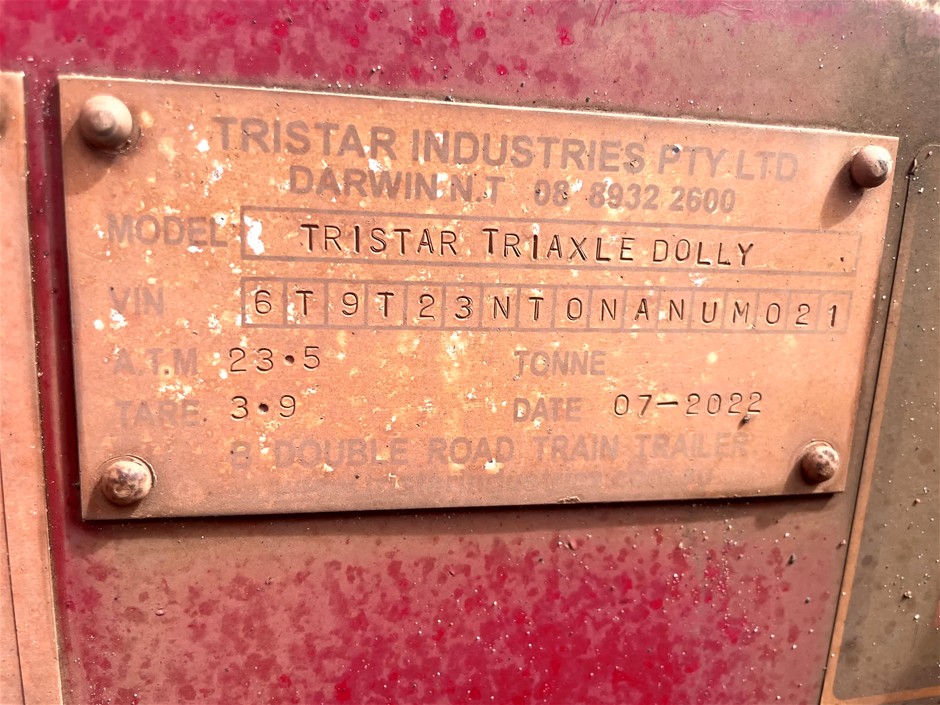 TRISTAR INDUSTRIES PTY LTD
DARWIN N.T 08 8932 2600
MODEL TRISTAR TRIAXLE DOLLY
VIN 6T9T23NT0NANUM021
A.T.M 23.5 TONNE
TARE 3.9 DATE 07-2022
DOUBLE ROAD TRAIN TRAILER